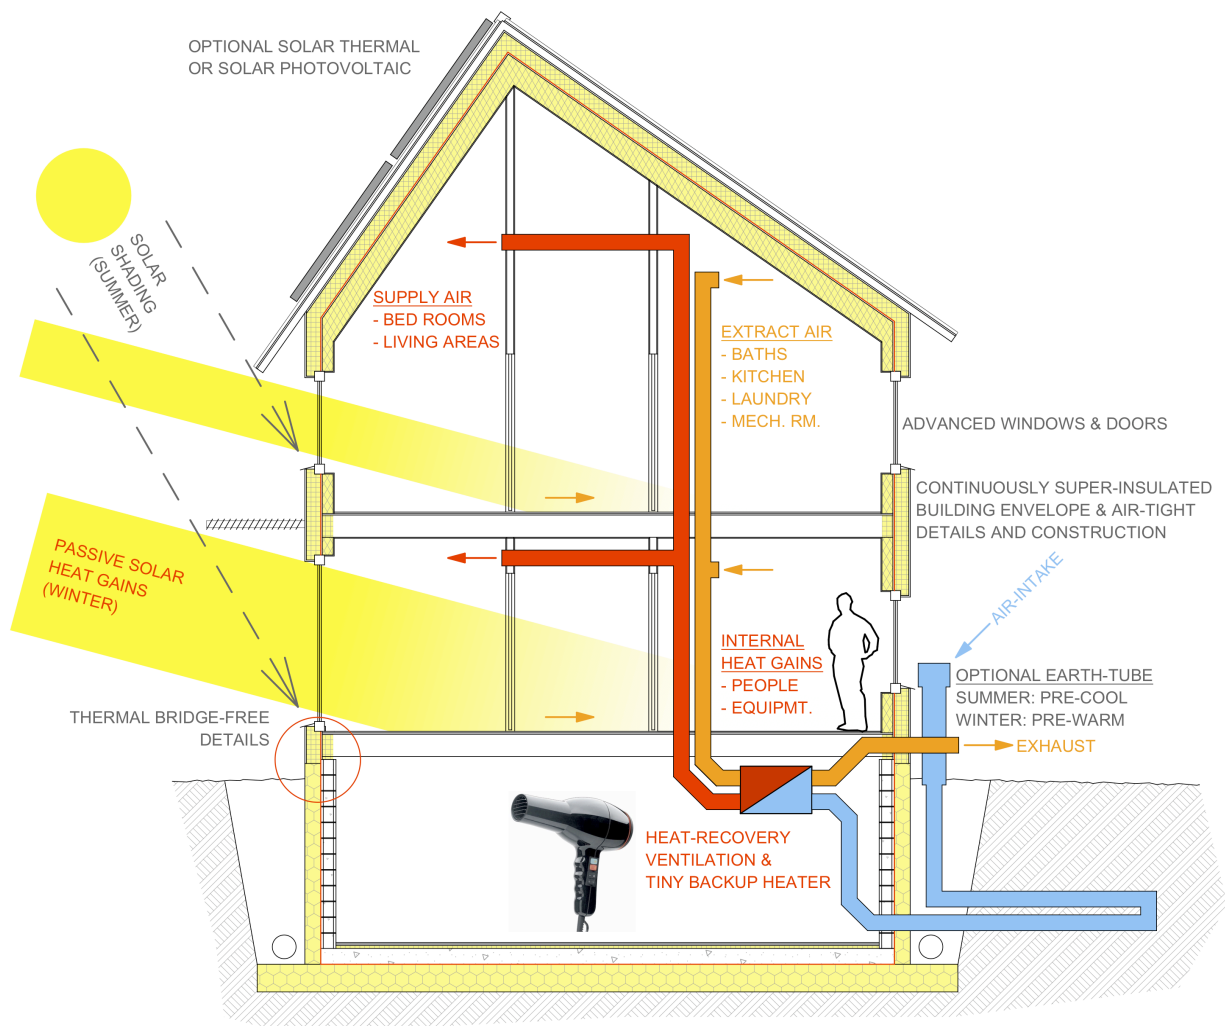 OPTIONAL SOLAR THERMAL
OR SOLAR PHOTOVOLTAIC
SOLAR
SHADING
(SUMMER)
SUPPLY AIR
- BED ROOMS
- LIVING AREAS
EXTRACT AIR
- BATHS
- KITCHEN
- LAUNDRY
- MECH. RM.
ADVANCED WINDOWS & DOORS
CONTINUOUSLY SUPER-INSULATED
BUILDING ENVELOPE & AIR-TIGHT
DETAILS AND CONSTRUCTION
PASSIVE SOLAR
HEAT GAINS
(WINTER)
AIR-INTAKE
INTERNAL
HEAT GAINS
- PEOPLE
- EQUIPMT.
OPTIONAL EARTH-TUBE
SUMMER: PRE-COOL
WINTER: PRE-WARM
THERMAL BRIDGE-FREE
DETAILS
EXHAUST
HEAT-RECOVERY
VENTILATION &
TINY BACKUP HEATER